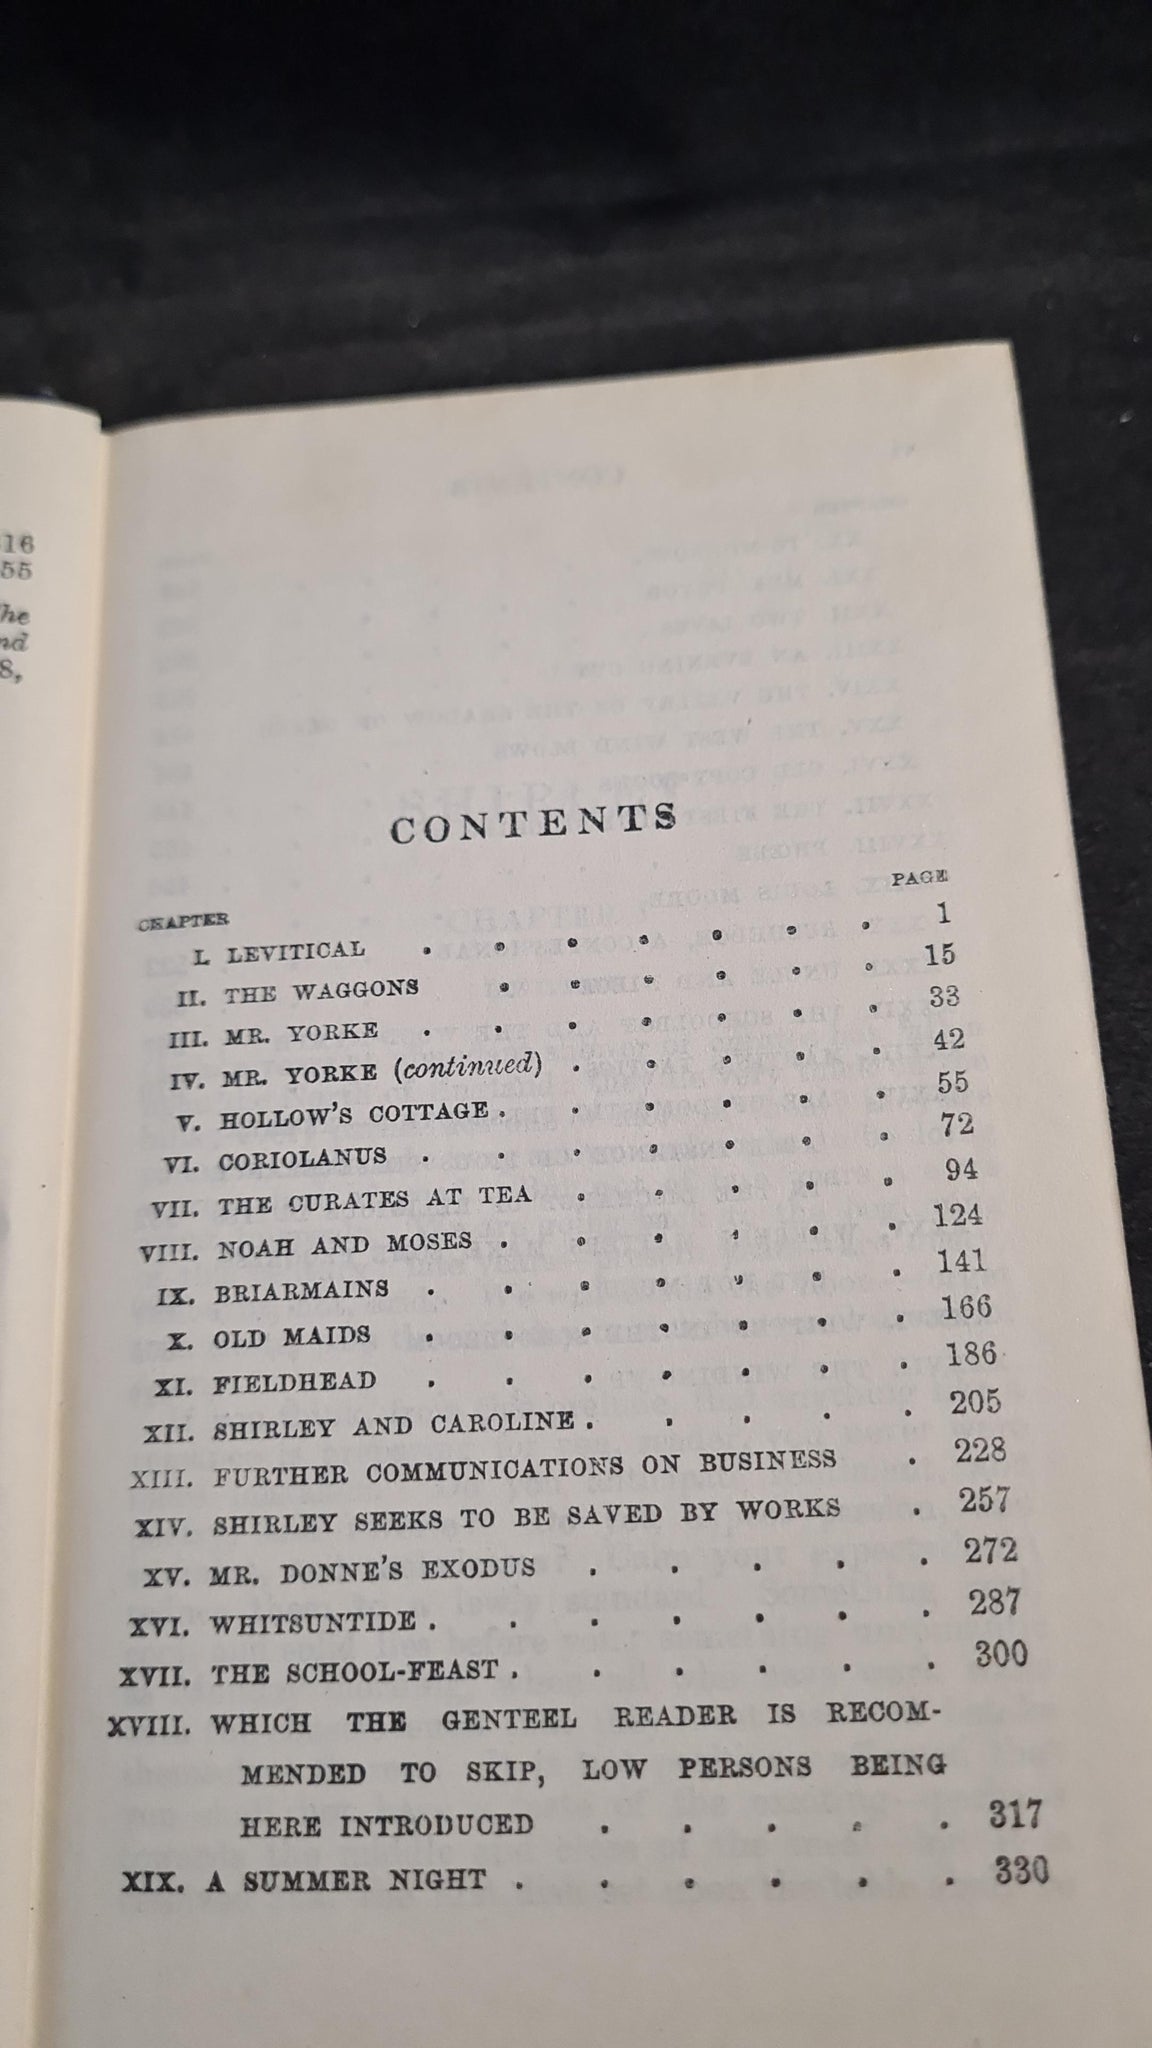 16
55
he
nd
8,
CONTENTS
CHAPTER PAGE
I. LEVITICAL . . . . . . . 1
II. THE WAGGONS . . . . . . 15
III. MR. YORKE . . . . . . . 33
IV. MR. YORKE (continued) . . . . . 42
V. HOLLOW'S COTTAGE . . . . . . 55
VI. CORIOLANUS . . . . . . . 72
VII. THE CURATES AT TEA . . . . . 94
VIII. NOAH AND MOSES . . . . . . 124
IX. BRIARMAINS . . . . . . . 141
X. OLD MAIDS . . . . . . . 166
XI. FIELDHEAD . . . . . . . 186
XII. SHIRLEY AND CAROLINE . . . . . 205
XIII. FURTHER COMMUNICATIONS ON BUSINESS . 228
XIV. SHIRLEY SEEKS TO BE SAVED BY WORKS . 257
XV. MR. DONNE'S EXODUS . . . . . 272
XVI. WHITSUNTIDE . . . . . . . 287
XVII. THE SCHOOL-FEAST . . . . . . 300
XVIII. WHICH THE GENTEEL READER IS RECOM-
MENDED TO SKIP, LOW PERSONS BEING
HERE INTRODUCED . . . . . 317
XIX. A SUMMER NIGHT . . . . . . 330